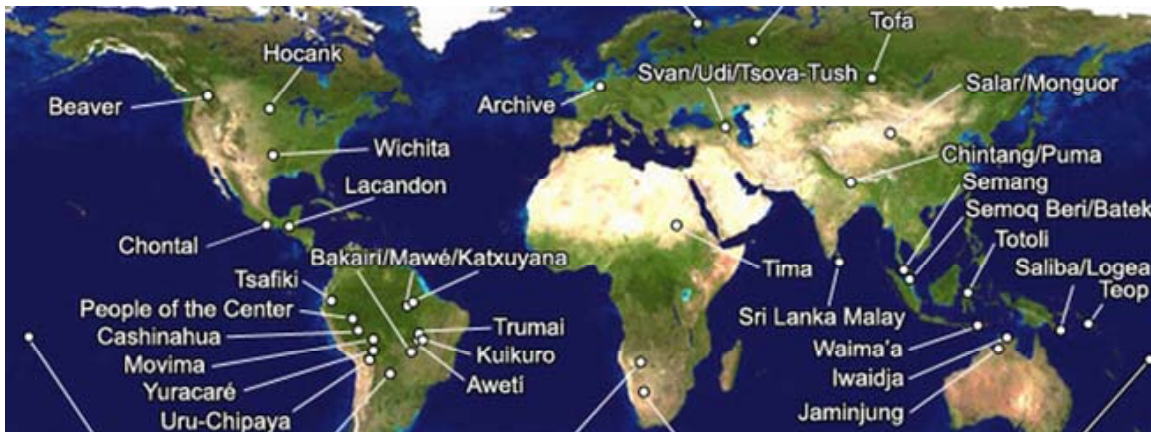 Tofa
Hocank
Svan/Udi/Tsova-Tush
Salar/Monguor
Beaver
Archive
Wichita
Chintang/Puma
Lacandon
Semang
Semoq Beri/Batek
Chontal
Totoli
Bakairí/Mawé/Katxuyana
Tima
Saliba/Logea
Tsafiki
Teop
People of the Center
Trumai
Sri Lanka Malay
Cashinahua
Waima'a
Movima
Kuikuro
Yuracaré
Aweti
Iwaidja
Uru-Chipaya
Jaminjung